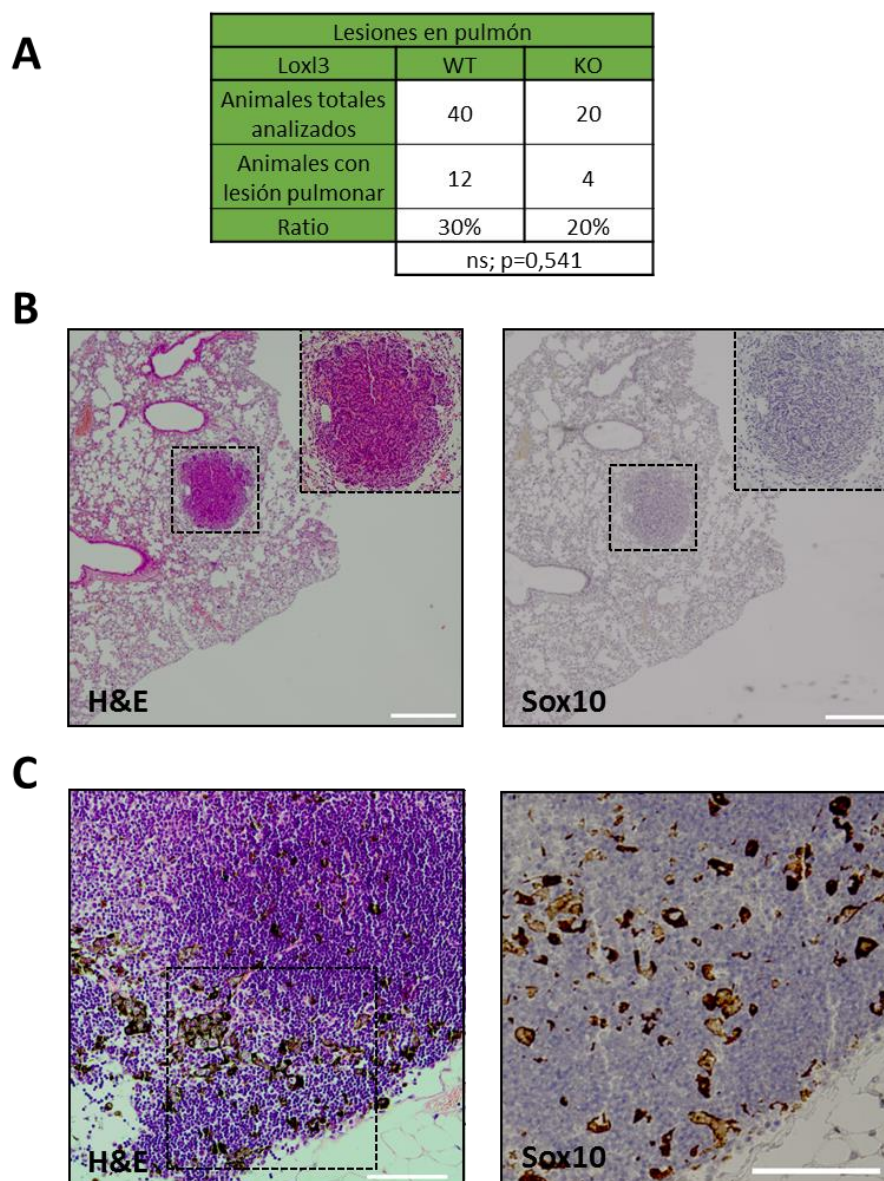 A
Lesiones en pulmón
Loxl3 WT KO
Animales totales
analizados
40 20
Animales con
lesión pulmonar
12 4
Ratio 30% 20%
ns; p=0,541
B
H&E Sox10
C
H&E Sox10